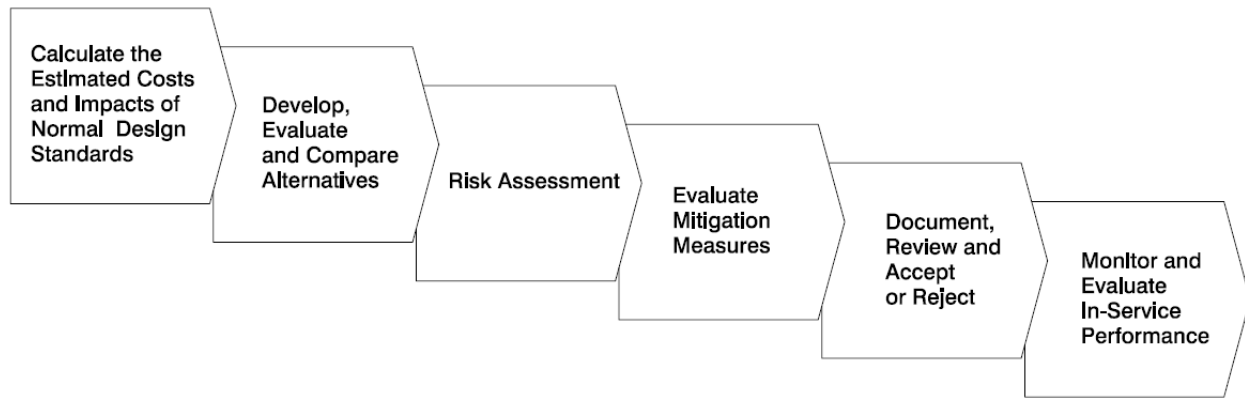 Calculate the
Estimated Costs
and Impacts of
Normal Design
Standards
Develop,
Evaluate
and Compare
Alternatives
Risk Assessment
Evaluate
Mitigation
Measures
Document,
Review and
Accept
or Reject
Monitor and
Evaluate
In-Service
Performance